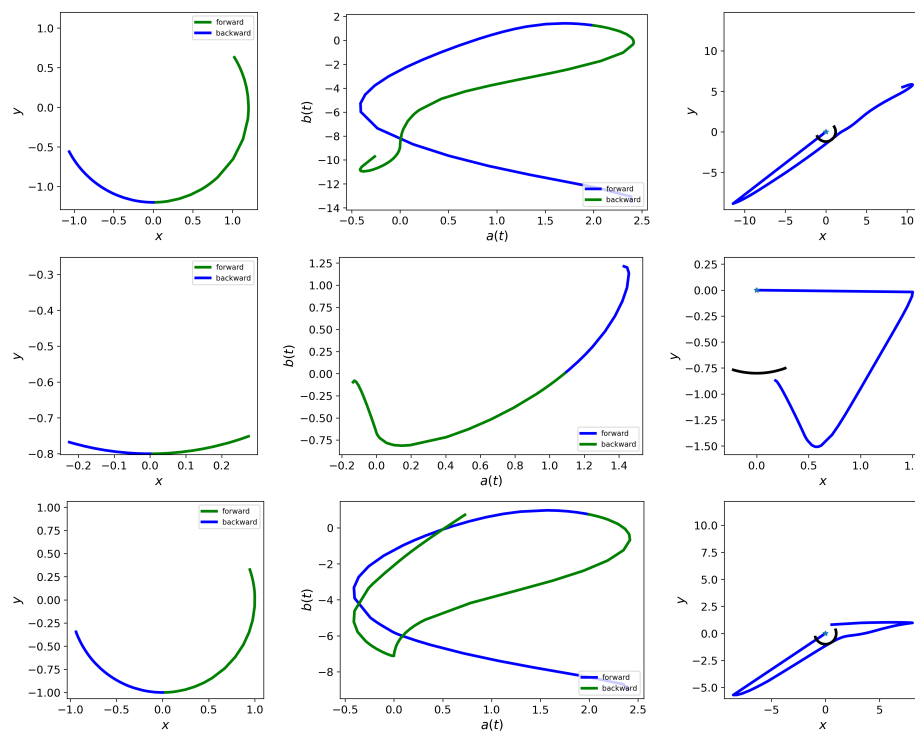 1.0
0.5
0.0
−0.5
−1.0
y
−1.0 −0.5 0.0 0.5 1.0
x
forward
backward
2
0
−2
−4
−6
−8
−10
−12
−14
b(t)
−0.5 0.0 0.5 1.0 1.5 2.0 2.5
a(t)
forward
backward
10
5
0
−5
y
−10 −5 0 5 10
x
−0.3
−0.4
−0.5
−0.6
−0.7
−0.8
y
−0.2 −0.1 0.0 0.1 0.2
x
forward
backward
1.25
1.00
0.75
0.50
0.25
0.00
−0.25
−0.50
−0.75
b(t)
−0.2 0.0 0.2 0.4 0.6 0.8 1.0 1.2 1.4
a(t)
forward
backward
0.25
0.00
−0.25
−0.50
−0.75
−1.00
−1.25
−1.50
y
0.0 0.5 1.0
x
1.00
0.75
0.50
0.25
0.00
−0.25
−0.50
−0.75
−1.00
y
−1.0 −0.5 0.0 0.5 1.0
x
forward
backward
0
−2
−4
−6
−8
b(t)
−0.5 0.0 0.5 1.0 1.5 2.0 2.5
a(t)
forward
backward
10.0
7.5
5.0
2.5
0.0
−2.5
−5.0
y
−5 0 5
x